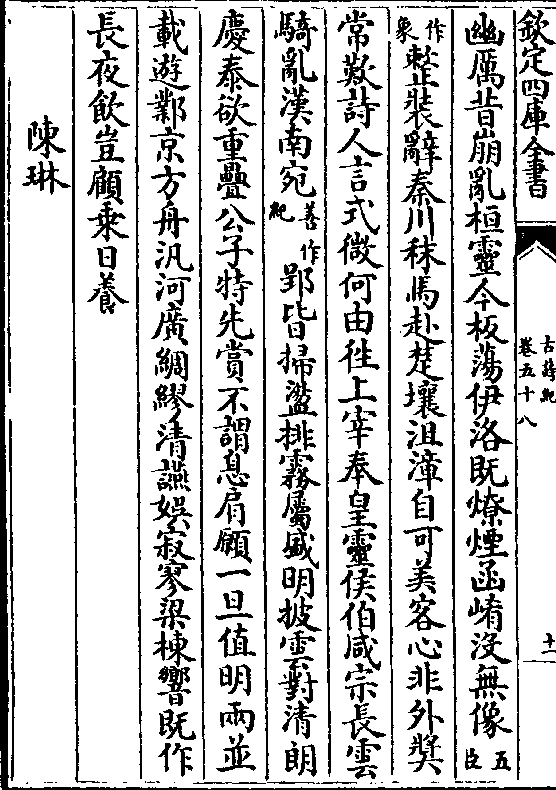 欽定四庫全書
古詩紀
卷五十八
十一
幽厲昔崩亂桓靈今板蕩伊洛既燎煙函崤没無像五臣
作象整裝辭秦川秣馬赴楚壤沮漳自可美客心非外奬
常歎詩人言式微何由徃上宰奉皇靈侯伯咸宗長雲
騎亂漢南宛善作紀郢皆掃盪排霧屬盛明披雲對清朗
慶泰欲重疊公子特先賞不謂息肩願一旦值明兩並
載遊鄴京方舟汎河廣綢繆清讌娱寂寥梁棟響既作
長夜飲豈顧乗日養
陳琳